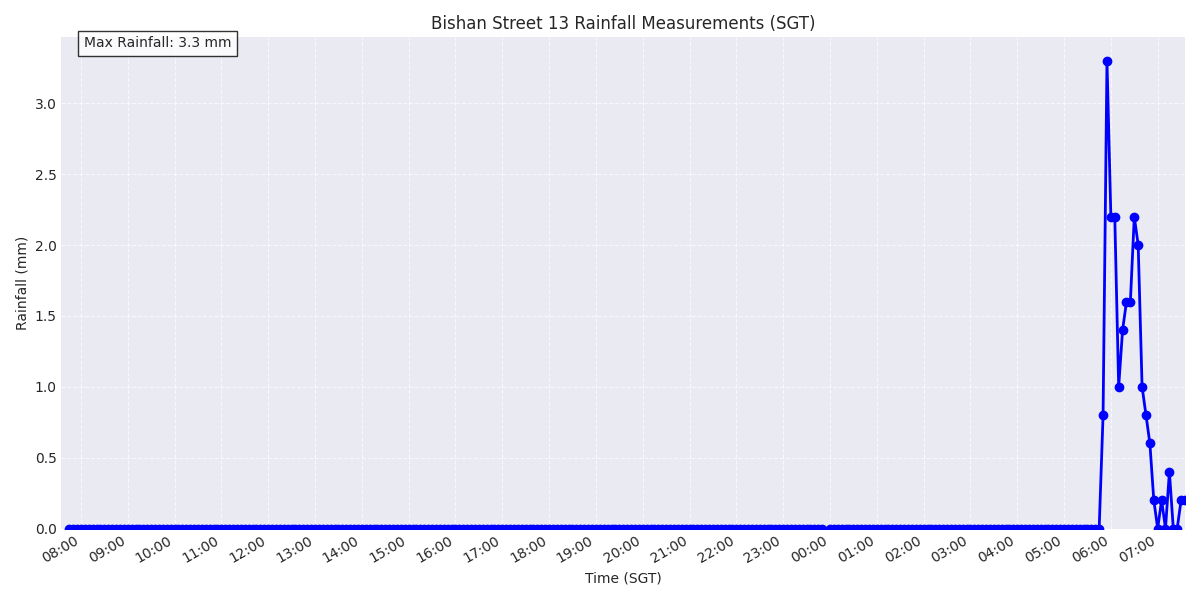 Bishan Street 13 Rainfall Measurements (SGT)
Max Rainfall: 3.3 mm
Rainfall (mm)
3.0
2.5
2.0
1.5
1.0
0.5
0.0
08:00 09:00 10:00 11:00 12:00 13:00 14:00 15:00 16:00 17:00 18:00 19:00 20:00 21:00 22:00 23:00 00:00 01:00 02:00 03:00 04:00 05:00 06:00 07:00
Time (SGT)